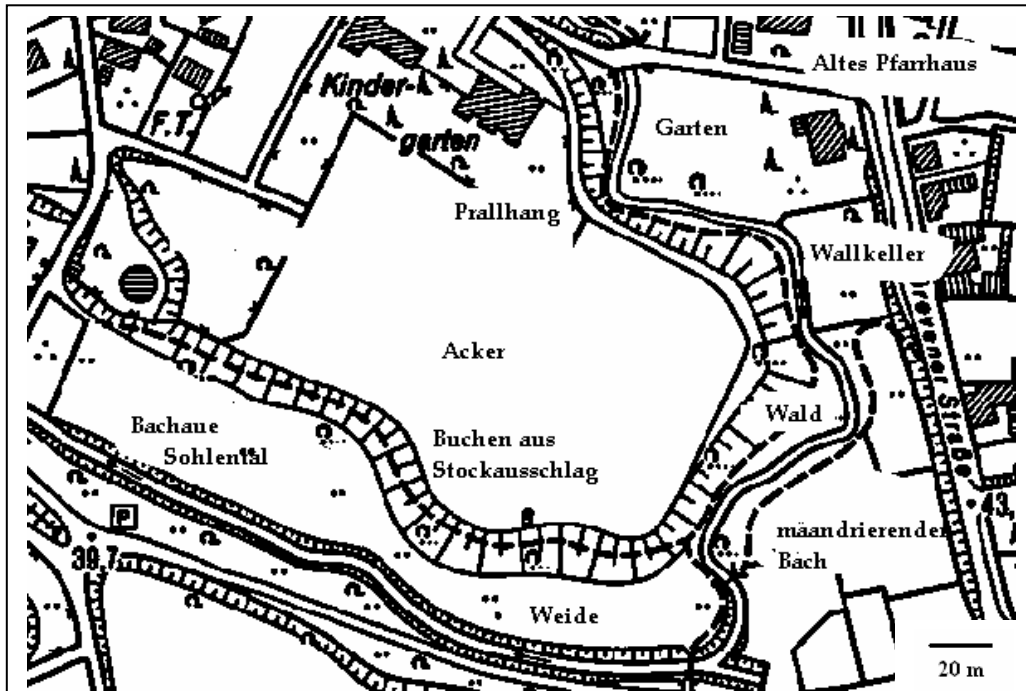 Altes Pfarrhaus
Kinder-
garten
F.T.
Garten
Prallhang
Wallkeller
Acker
Wald
Bachaue
Sohlental
Buchen aus
Stockausschlag
Straße
P
43,
mäandrierender
Bach
39,7
Weide
20 m